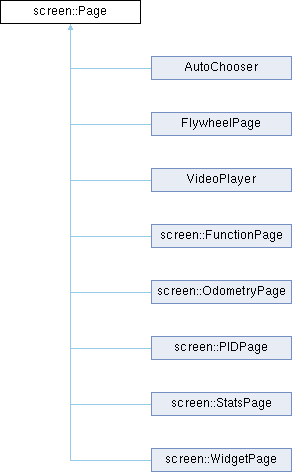 screen::Page
AutoChooser
FlywheelPage
VideoPlayer
screen::FunctionPage
screen::OdometryPage
screen::PIDPage
screen::StatsPage
screen::WidgetPage